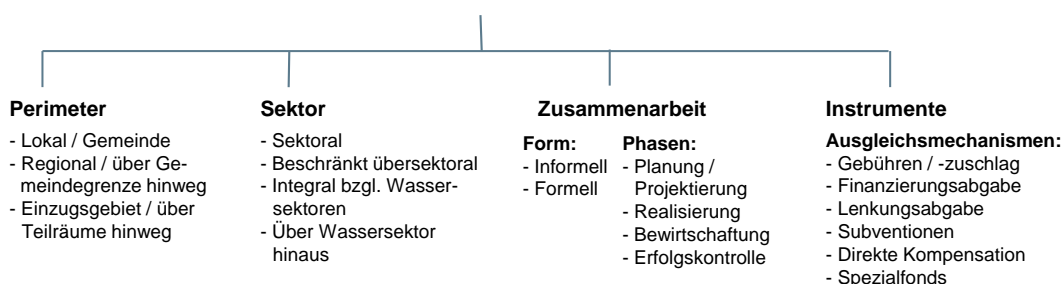 Perimeter
- Lokal / Gemeinde
- Regional / über Ge-
meindegrenze hinweg
- Einzugsgebiet / über
Teilräume hinweg
Sektor
- Sektoral
- Beschränkt übersektoral
- Integral bzgl. Wasser-
sektoren
- Über Wassersektor
hinaus
Zusammenarbeit
Form:
- Informell
- Formell
Phasen:
- Planung /
Projektierung
- Realisierung
- Bewirtschaftung
- Erfolgskontrolle
Instrumente
Ausgleichsmechanismen:
- Gebühren / -zuschlag
- Finanzierungsabgabe
- Lenkungsabgabe
- Subventionen
- Direkte Kompensation
- Spezialfonds